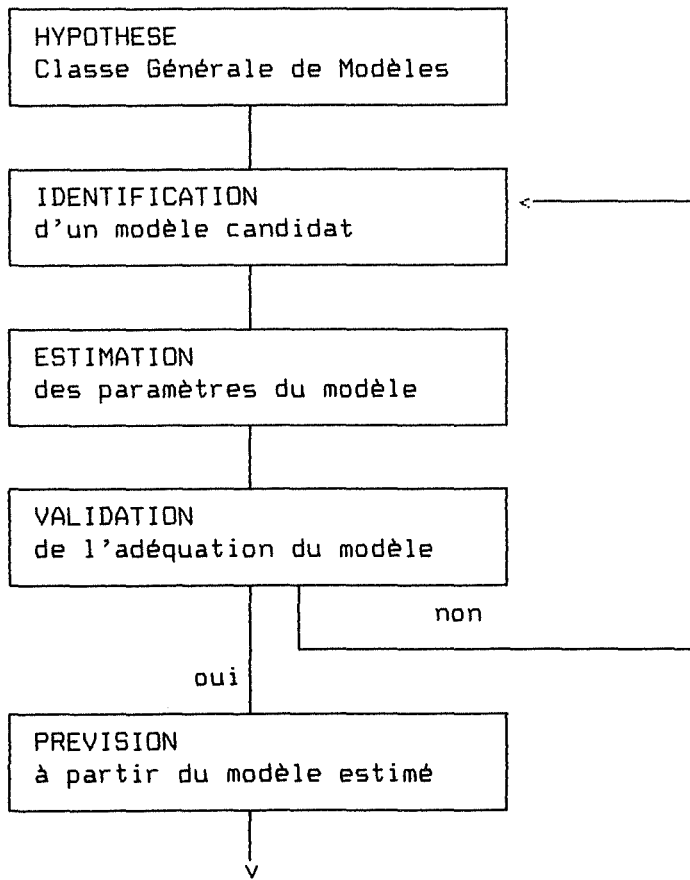 HYPOTHESE
Classe Générale de Modèles
IDENTIFICATION
d'un modèle candidat
ESTIMATION
des paramètres du modèle
VALIDATION
de l'adéquation du modèle
non
oui
PREVISION
à partir du modèle estimé